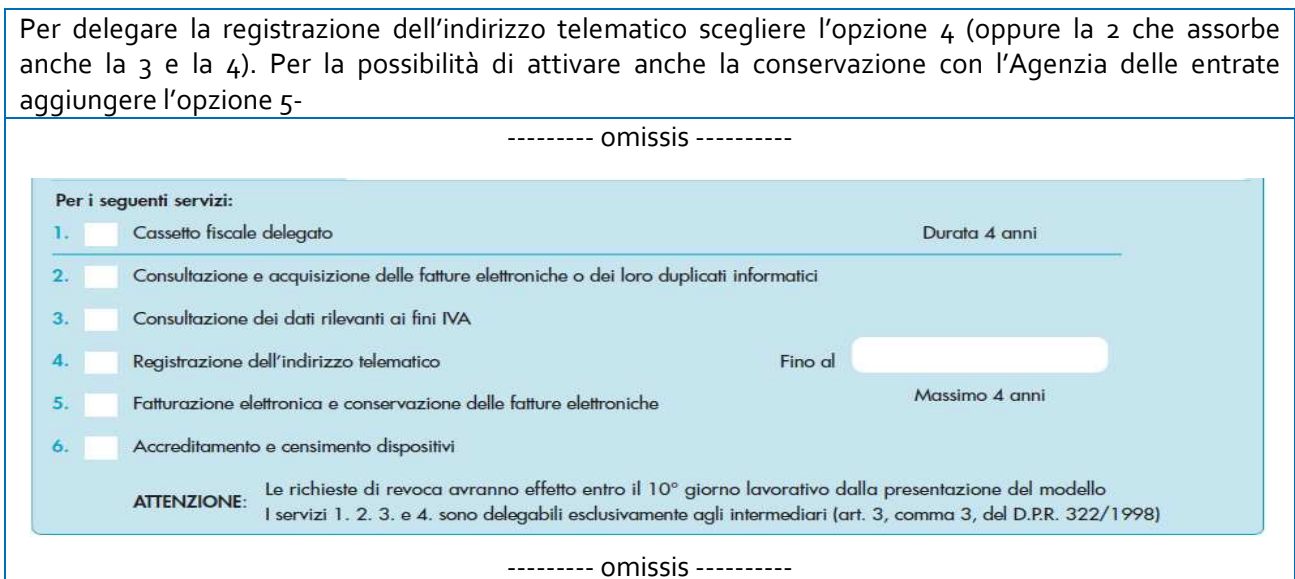 Per delegare la registrazione dell'indirizzo telematico scegliere l'opzione 4 (oppure la 2 che assorbe
anche la 3 e la 4). Per la possibilità di attivare anche la conservazione con l'Agenzia delle entrate
aggiungere l'opzione 5-
--------- omissis ----------
Per i seguenti servizi:
1. Cassetto fiscale delegato Durata 4 anni
2. Consultazione e acquisizione delle fatture elettroniche o dei loro duplicati informatici
3. Consultazione dei dati rilevanti ai fini IVA
4. Registrazione dell'indirizzo telematico Fino al
5. Fatturazione elettronica e conservazione delle fatture elettroniche Massimo 4 anni
6. Accreditamento e censimento dispositivi
ATTENZIONE: Le richieste di revoca avranno effetto entro il 10° giorno lavorativo dalla presentazione del modello
I servizi 1. 2. 3. e 4. sono delegabili esclusivamente agli intermediari (art. 3, comma 3, del D.P.R. 322/1998)
--------- omissis ----------